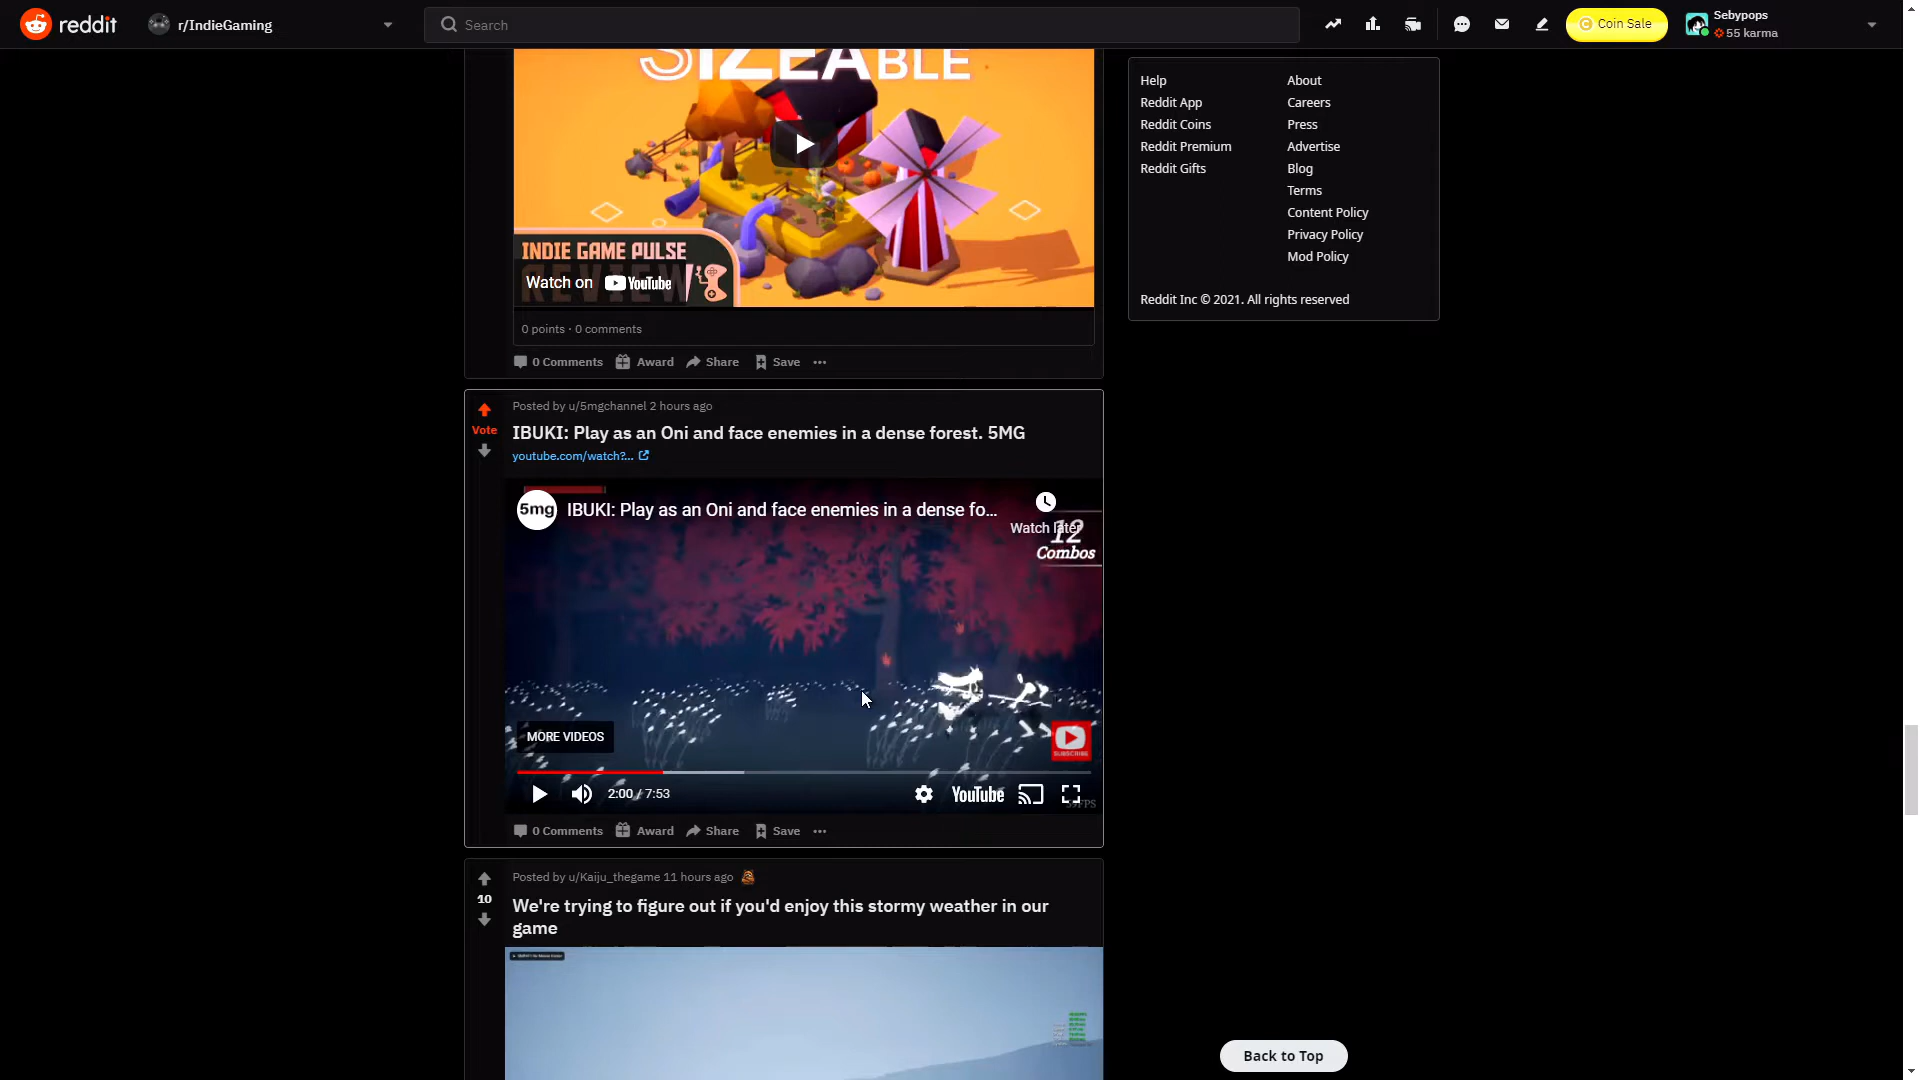 reddit
r/IndieGaming
Search
Coin Sale
Sebypops
55 karma
SIZEABLE
INDIE GAME PULSE
REVIEW
Watch on YouTube
0 points · 0 comments
0 Comments Award Share Save
Help
Reddit App
Reddit Coins
Reddit Premium
Reddit Gifts
About
Careers
Press
Advertise
Blog
Terms
Content Policy
Privacy Policy
Mod Policy
Reddit Inc © 2021. All rights reserved
Vote
Posted by u/5mgchannel 2 hours ago
IBUKI: Play as an Oni and face enemies in a dense forest. 5MG
youtube.com/watch?...
5mg
IBUKI: Play as an Oni and face enemies in a dense fo...
Watch later
12
Combos
MORE VIDEOS
SUBSCRIBE
2:00 / 7:53
YouTube
0 Comments Award Share Save
10
Posted by u/Kaiju_thegame 11 hours ago
We're trying to figure out if you'd enjoy this stormy weather in our
game
Back to Top